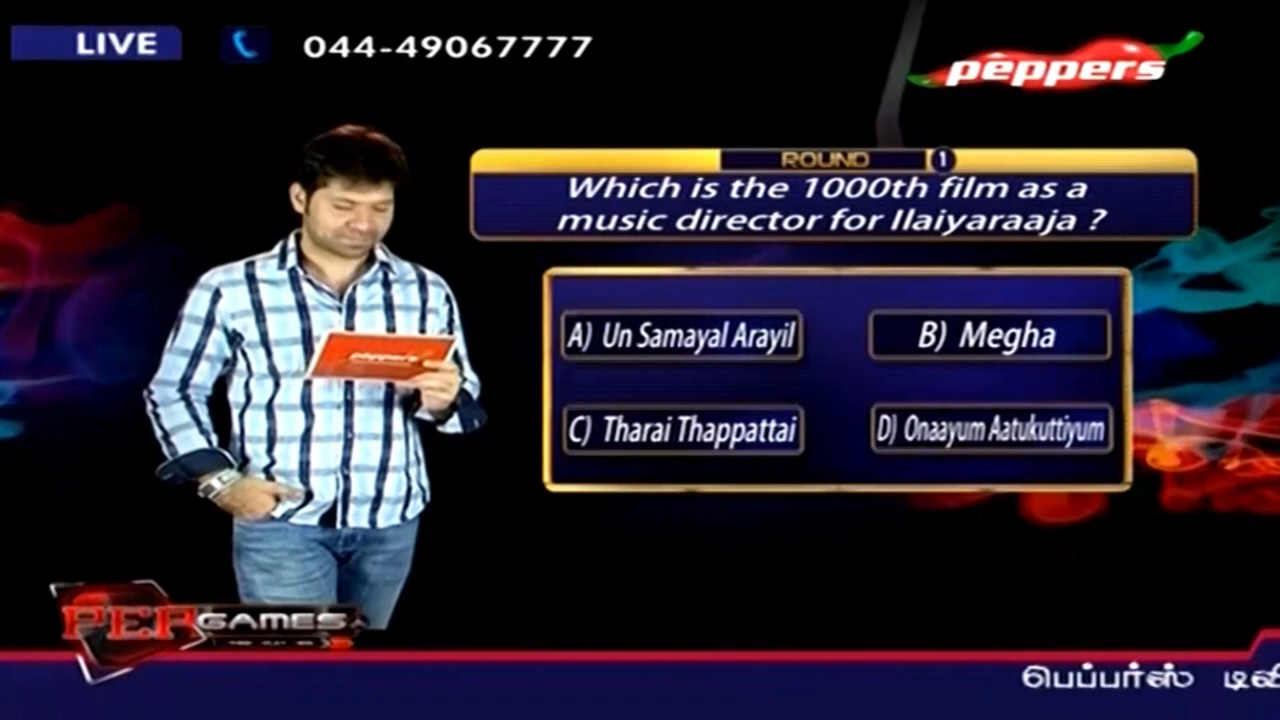 LIVE
044-49067777
peppers
ROUND 1
Which is the 1000th film as a
music director for Ilaiyaraaja ?
A) Un Samayal Arayil
B) Megha
C) Tharai Thappattai
D) Onaayum Aatukuttiyum
peppers
PEP GAMES
பெப்பர்ஸ் டிவி